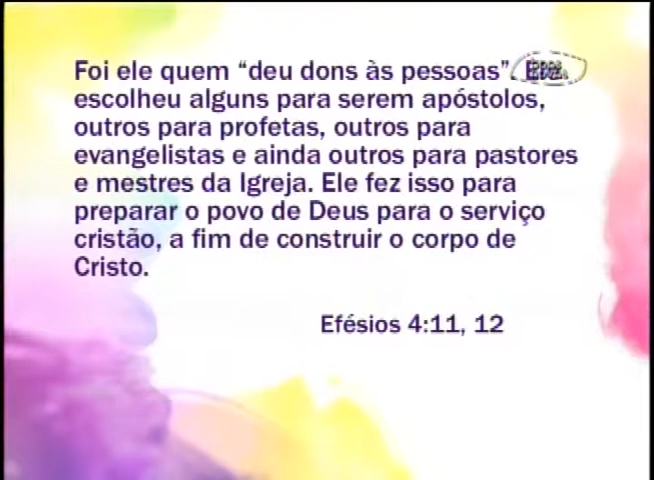 Foi ele quem “deu dons às pessoas”.
escolheu alguns para serem apóstolos,
outros para profetas, outros para
evangelistas e ainda outros para pastores
e mestres da Igreja. Ele fez isso para
preparar o povo de Deus para o serviço
cristão, a fim de construir o corpo de
Cristo.
Efésios 4:11, 12